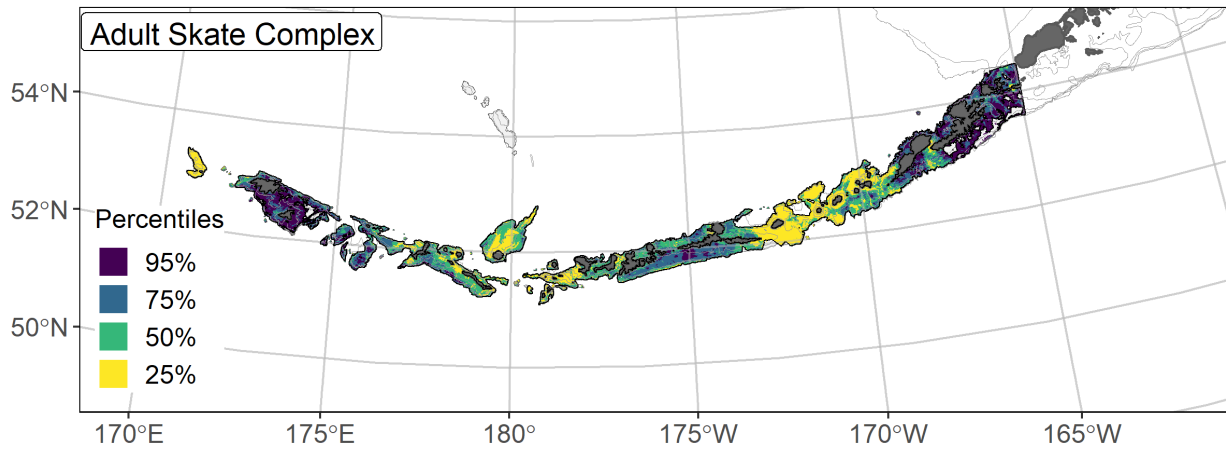 Adult Skate Complex
54°N
52°N
50°N
Percentiles
95%
75%
50%
25%
170°E
175°E
180°
175°W
170°W
165°W